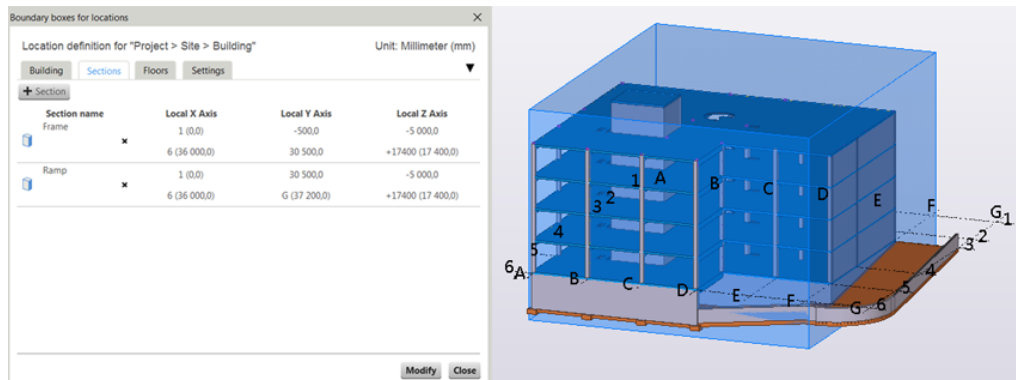 Boundary boxes for locations
Location definition for "Project > Site > Building" Unit: Millimeter (mm)
Building Sections Floors Settings
+ Section
Section name Local X Axis Local Y Axis Local Z Axis
Frame 1 (0,0) -500,0 -5 000,0
6 (36 000,0) 30 500,0 +17400 (17 400,0)
Ramp 1 (0,0) 30 500,0 -5 000,0
6 (36 000,0) G (37 200,0) +17400 (17 400,0)
Modify Close
1 A B C D E F G 1
2 3 2
3
4 4
5 5
6 A B C D E F G 6